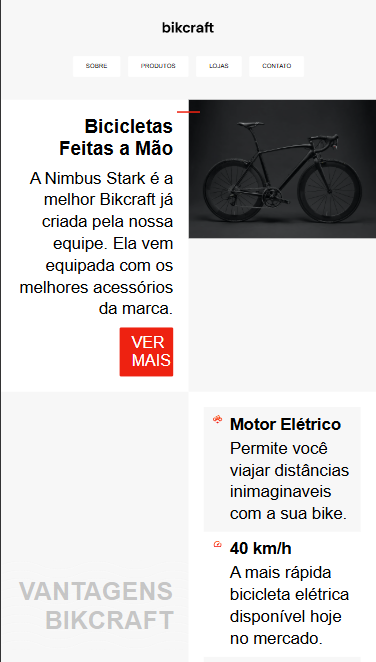 bikcraft
SOBRE
PRODUTOS
LOJAS
CONTATO
Bicicletas
Feitas a Mão
A Nimbus Stark é a
melhor Bikcraft já
criada pela nossa
equipe. Ela vem
equipada com os
melhores acessórios
da marca.
VER
MAIS
Motor Elétrico
Permite você
viajar distâncias
inimaginaveis
com a sua bike.
40 km/h
A mais rápida
bicicleta elétrica
disponível hoje
no mercado.
VANTAGENS
BIKCRAFT